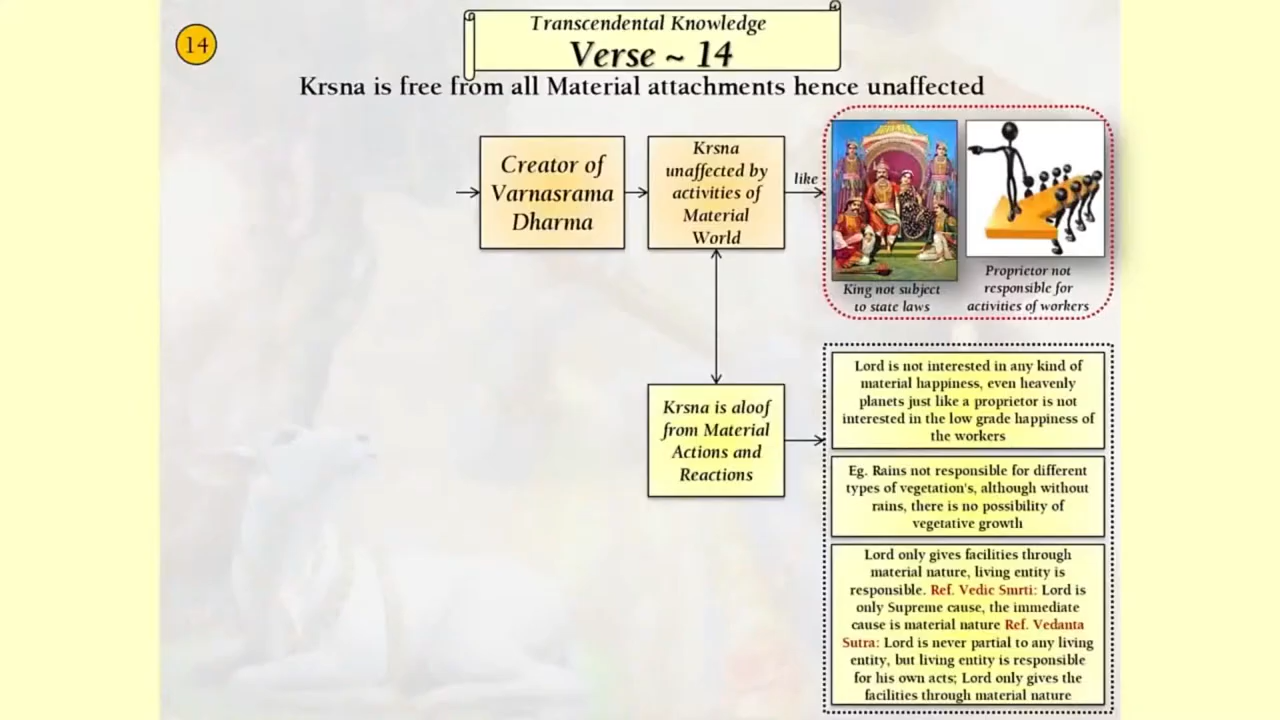 14
Transcendental Knowledge
Verse ~ 14
Krsna is free from all Material attachments hence unaffected
Creator of
Varnasrama
Dharma
Krsna
unaffected by
activities of
Material
World
like
King not subject
to state laws
Proprietor not
responsible for
activities of workers
Krsna is aloof
from Material
Actions and
Reactions
Lord is not interested in any kind of
material happiness, even heavenly
planets just like a proprietor is not
interested in the low grade happiness of
the workers
Eg. Rains not responsible for different
types of vegetation's, although without
rains, there is no possibility of
vegetative growth
Lord only gives facilities through
material nature, living entity is
responsible. Ref. Vedic Smrti: Lord is
only Supreme cause, the immediate
cause is material nature Ref. Vedanta
Sutra: Lord is never partial to any living
entity, but living entity is responsible
for his own acts; Lord only gives the
facilities through material nature